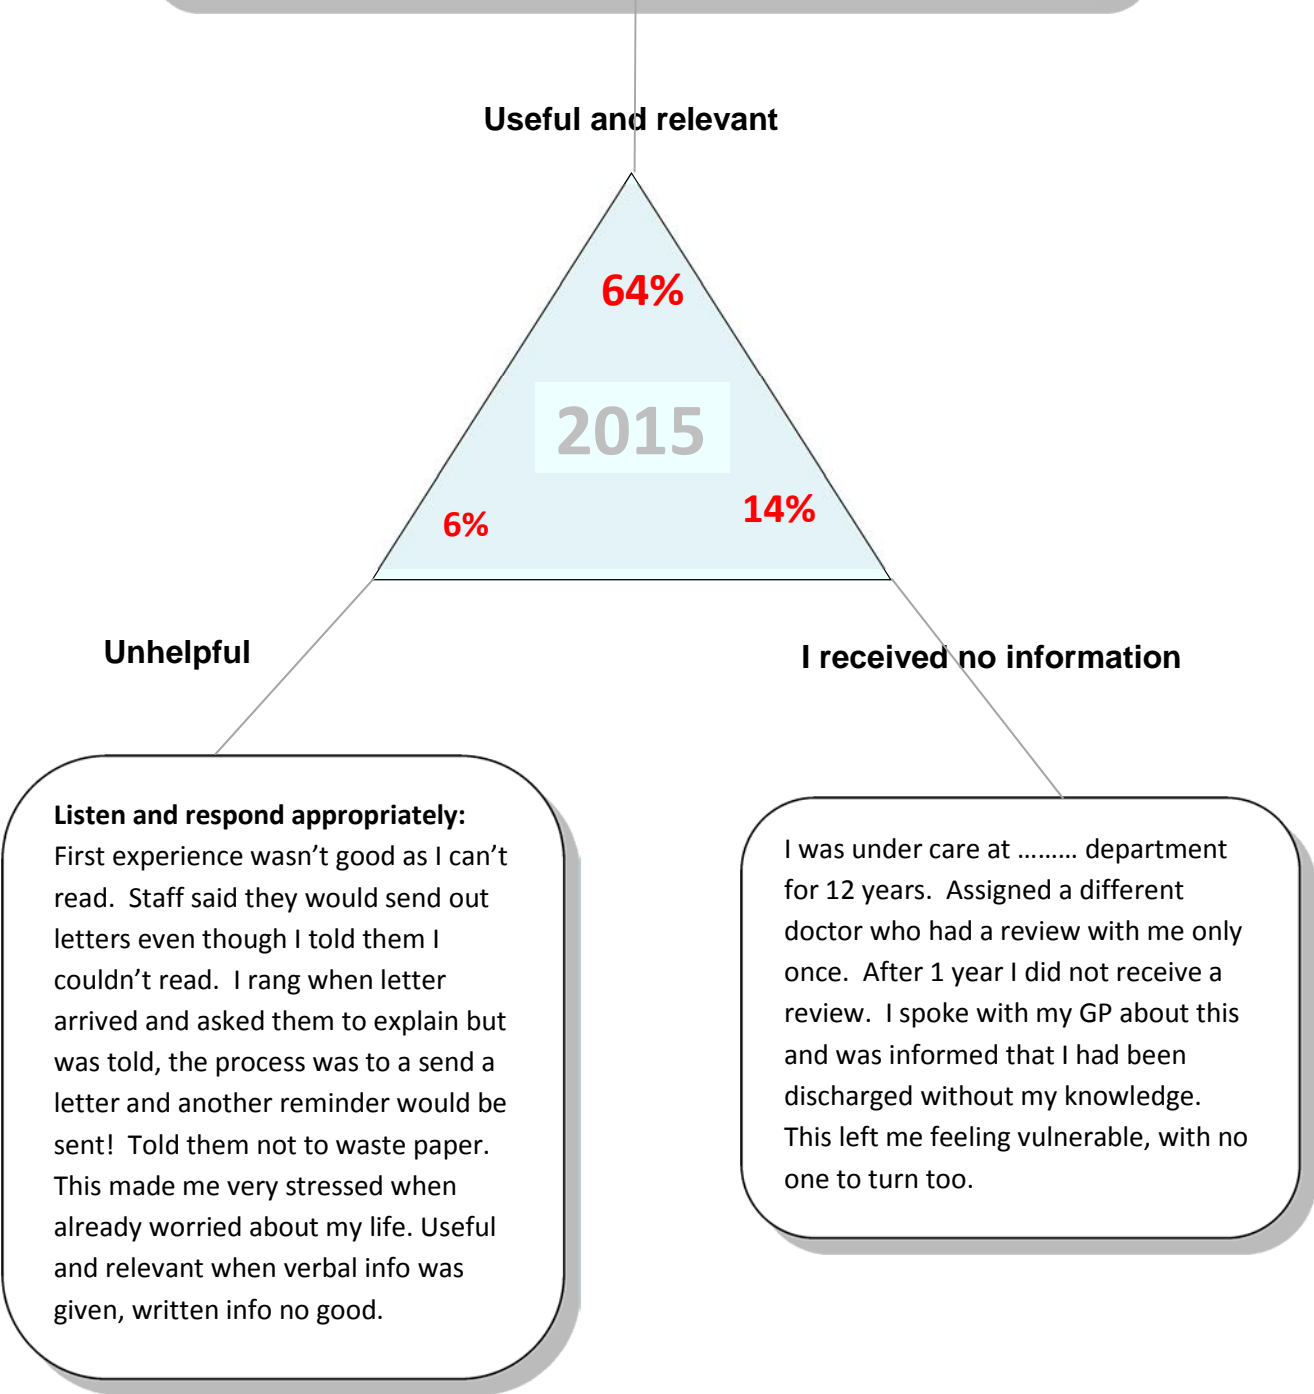 Useful and relevant
64%
2015
6%
14%
Unhelpful
I received no information
Listen and respond appropriately:
First experience wasn’t good as I can’t
read.  Staff said they would send out
letters even though I told them I
couldn’t read.  I rang when letter
arrived and asked them to explain but
was told, the process was to a send a
letter and another reminder would be
sent!  Told them not to waste paper.
This made me very stressed when
already worried about my life. Useful
and relevant when verbal info was
given, written info no good.
I was under care at ……… department
for 12 years.  Assigned a different
doctor who had a review with me only
once.  After 1 year I did not receive a
review.  I spoke with my GP about this
and was informed that I had been
discharged without my knowledge.
This left me feeling vulnerable, with no
one to turn too.